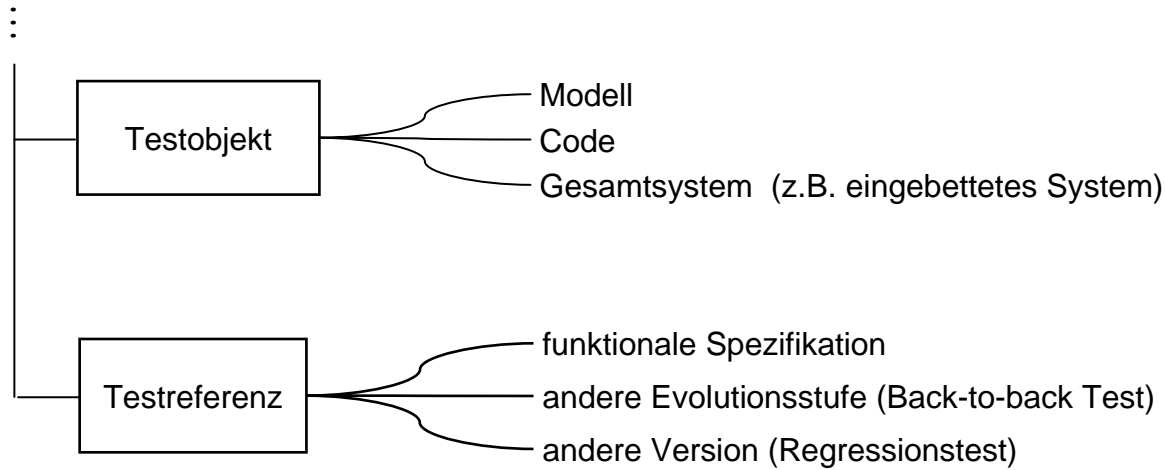 Testobjekt
Modell
Code
Gesamtsystem (z.B. eingebettetes System)
Testreferenz
funktionale Spezifikation
andere Evolutionsstufe (Back-to-back Test)
andere Version (Regressionstest)